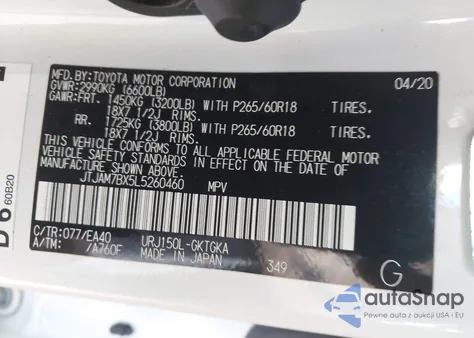 MFD.BY:TOYOTA MOTOR CORPORATION 04/20
GVWR:2990KG (6600LB)
GAWR:FRT. 1450KG (3200LB) WITH P265/60R18 TIRES.
18X7 1/2J RIMS.
RR. 1725KG (3800LB) WITH P265/60R18 TIRES.
18X7 1/2J RIMS.
THIS VEHICLE CONFORMS TO ALL APPLICABLE FEDERAL MOTOR
VEHICLE SAFETY STANDARDS IN EFFECT ON THE DATE OF
MANUFACTURE SHOWN ABOVE.
JTJAM7BX5L5260460 MPV
C/TR:077/EA40 URJ150L-GKTGKA
A/TM: /A760F MADE IN JAPAN 349 G
D6 60B20
autosnap
Pewne auta z aukcji USA - EU